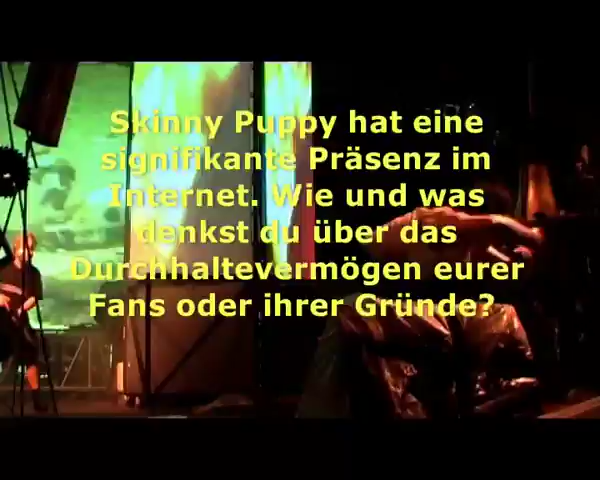 Skinny Puppy hat eine
signifikante Präsenz im
Internet. Wie und was
denkst du über das
Durchhaltevermögen eurer
Fans oder ihrer Gründe?